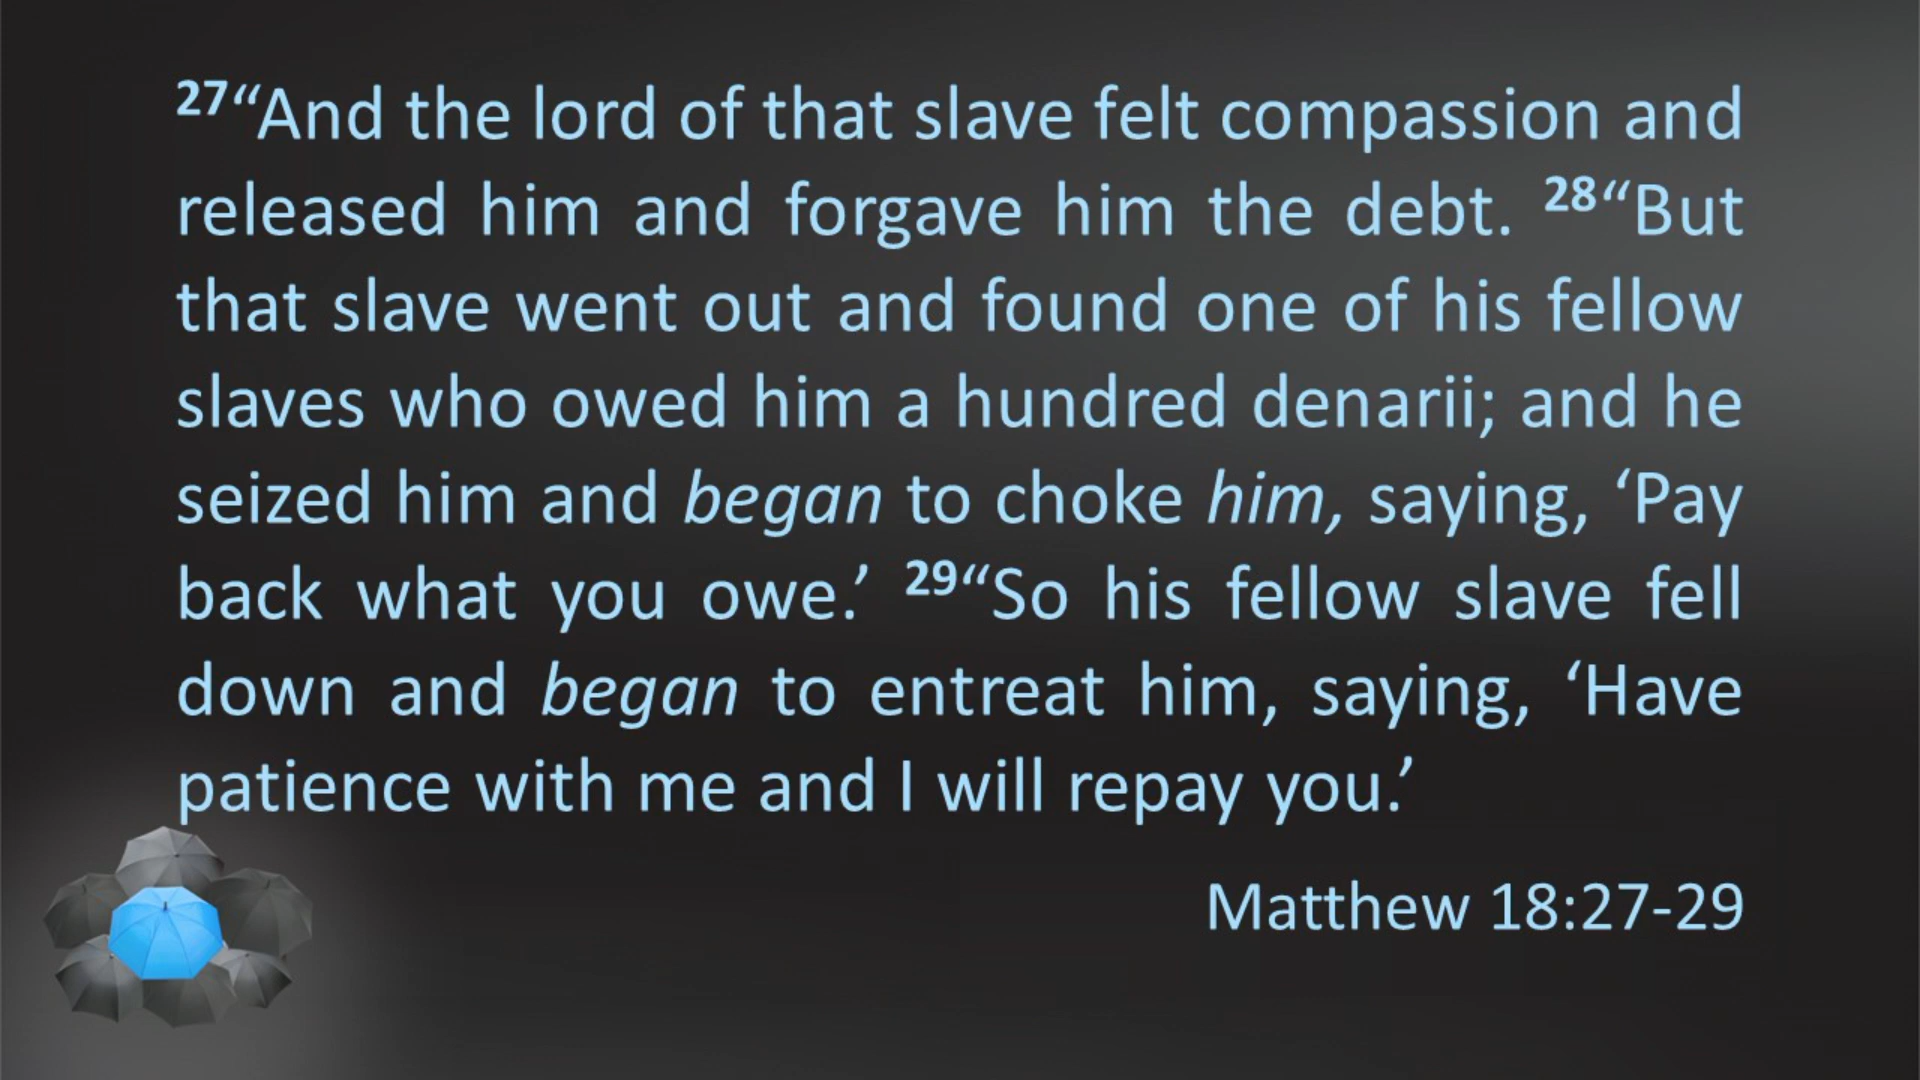 27“And the lord of that slave felt compassion and
released him and forgave him the debt. 28“But
that slave went out and found one of his fellow
slaves who owed him a hundred denarii; and he
seized him and began to choke him, saying, ‘Pay
back what you owe.’ 29“So his fellow slave fell
down and began to entreat him, saying, ‘Have
patience with me and I will repay you.’
Matthew 18:27-29